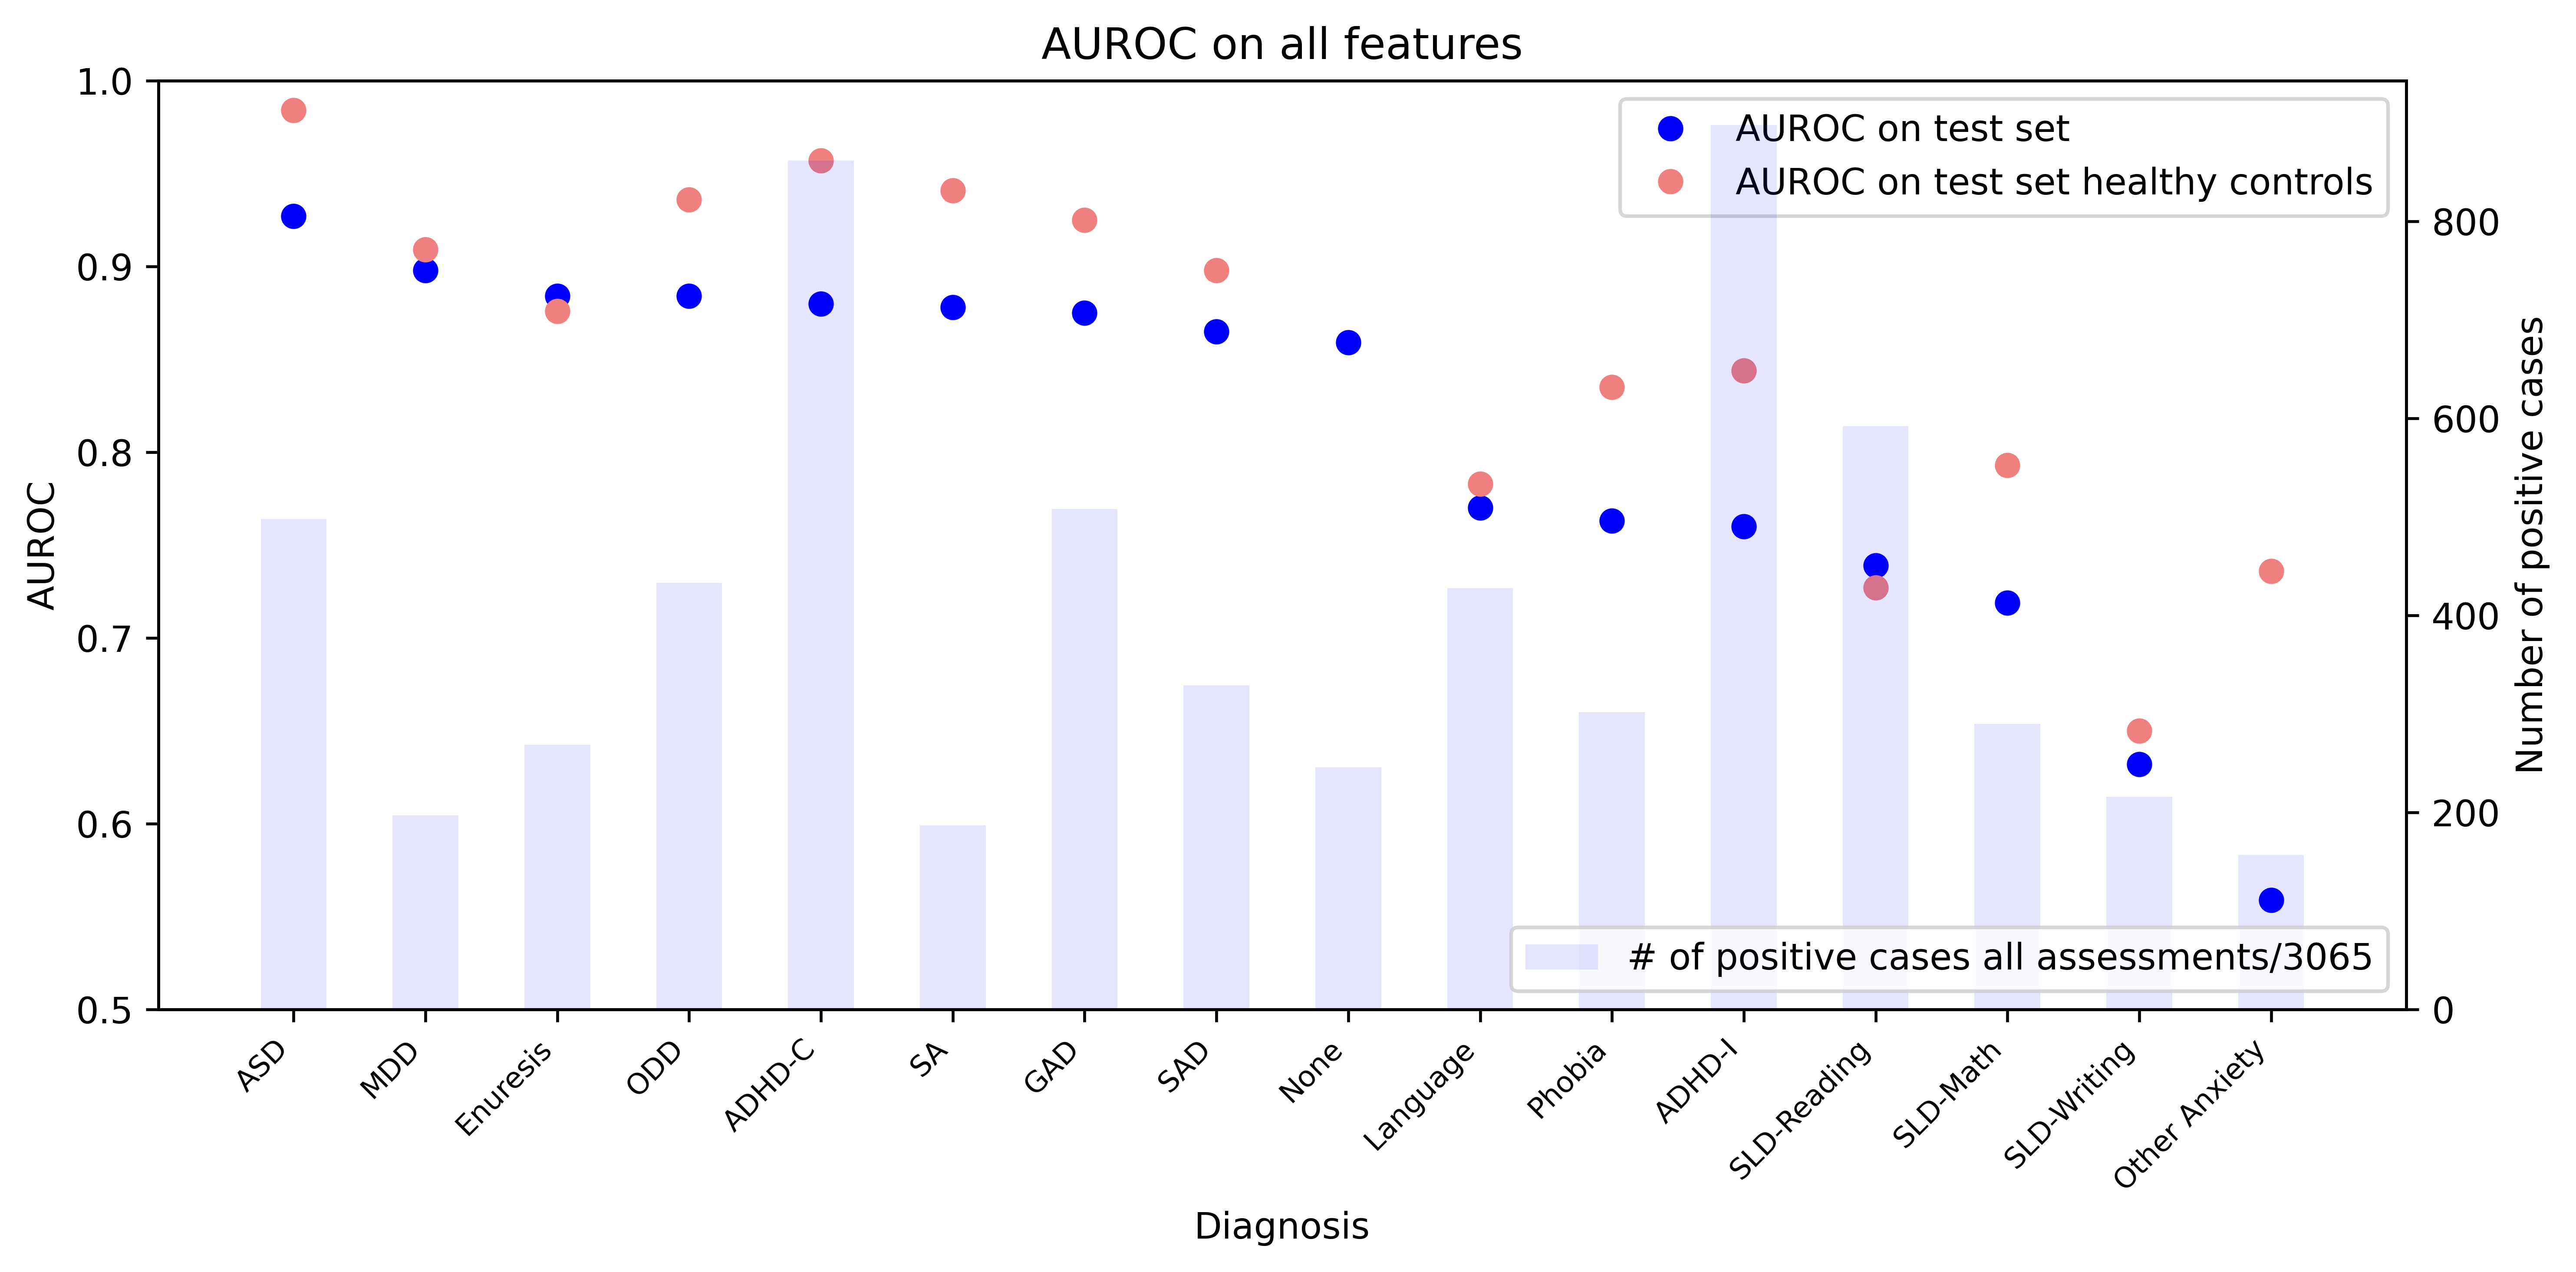 AUROC on all features
1.0
0.9
0.8
0.7
0.6
0.5
AUROC
AUROC on test set
AUROC on test set healthy controls
# of positive cases all assessments/3065
800
600
400
200
0
Number of positive cases
ASD
MDD
Enuresis
ODD
ADHD-C
SA
GAD
SAD
None
Language
Phobia
ADHD-I
SLD-Reading
SLD-Math
SLD-Writing
Other Anxiety
Diagnosis